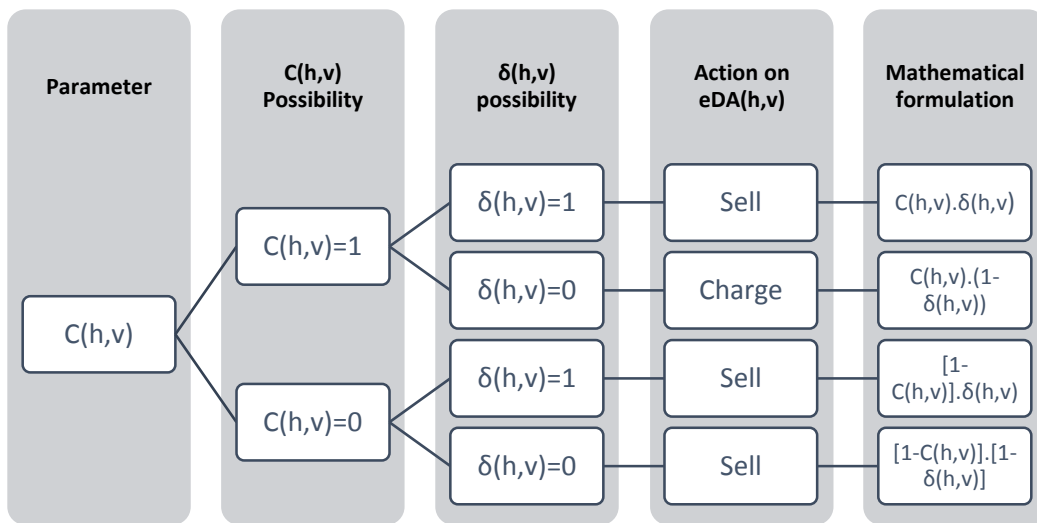 Parameter
C(h,v)
Possibility
δ(h,v)
possibility
Action on
eDA(h,v)
Mathematical
formulation
C(h,v)
C(h,v)=1
C(h,v)=0
δ(h,v)=1
Sell
C(h,v).δ(h,v)
δ(h,v)=0
Charge
C(h,v).(1-
δ(h,v))
δ(h,v)=1
Sell
[1-
C(h,v)].δ(h,v)
δ(h,v)=0
Sell
[1-C(h,v)].[1-
δ(h,v)]